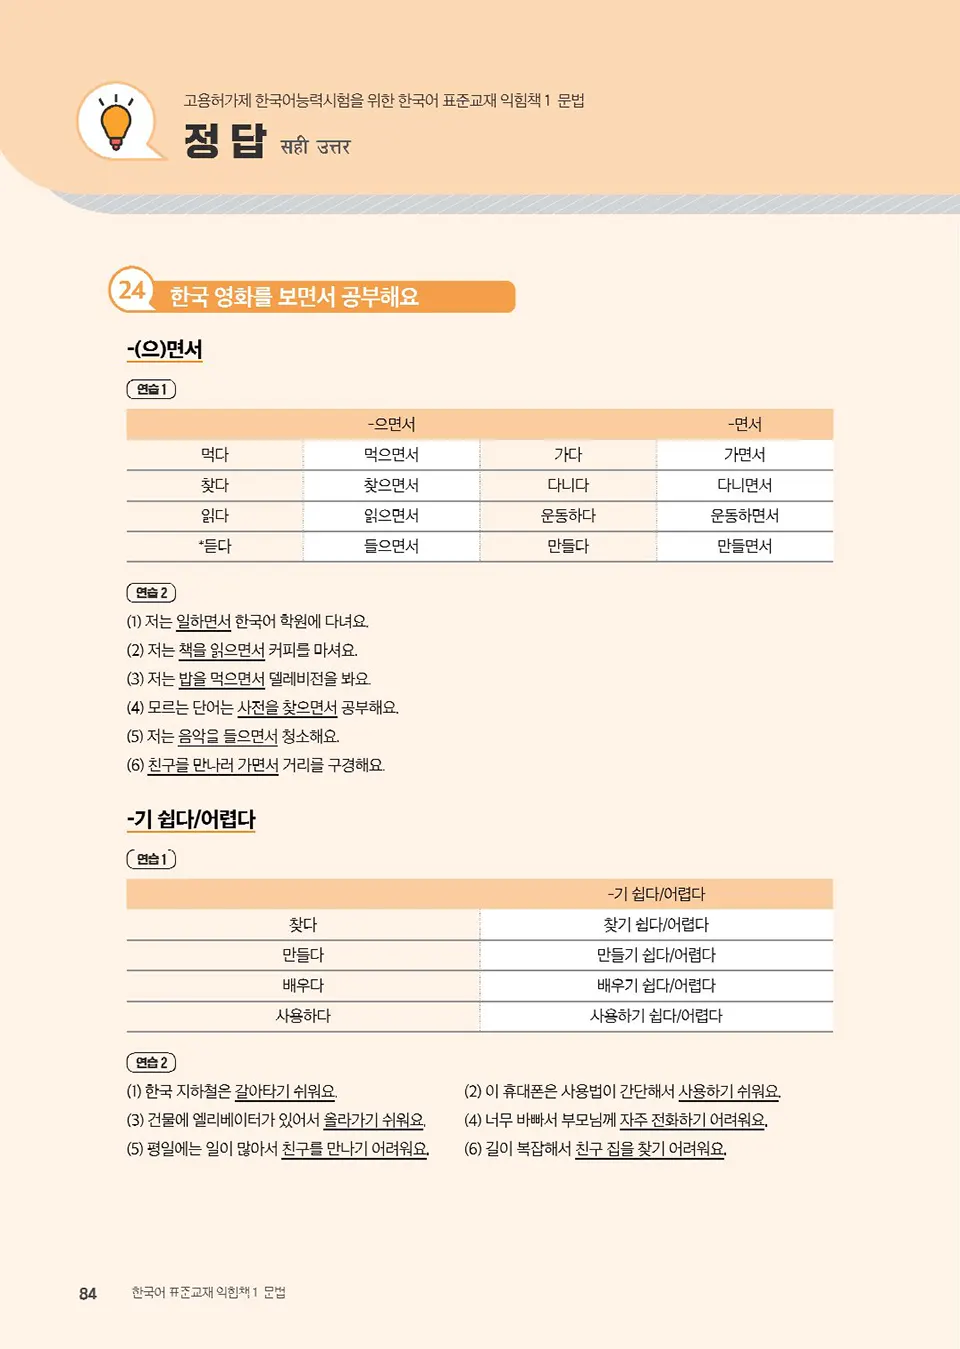 고용허가제 한국어능력시험을 위한 한국어 표준교재 익힘책 1 문법
정답 सही उत्तर
24 한국 영화를 보면서 공부해요
-(으)면서
연습 1
-으면서 -면서
먹다 먹으면서 가다 가면서
찾다 찾으면서 다니다 다니면서
읽다 읽으면서 운동하다 운동하면서
*듣다 들으면서 만들다 만들면서
연습 2
(1) 저는 일하면서 한국어 학원에 다녀요.
(2) 저는 책을 읽으면서 커피를 마셔요.
(3) 저는 밥을 먹으면서 델레비전을 봐요.
(4) 모르는 단어는 사전을 찾으면서 공부해요.
(5) 저는 음악을 들으면서 청소해요.
(6) 친구를 만나러 가면서 거리를 구경해요.
-기 쉽다/어렵다
연습 1
-기 쉽다/어렵다
찾다 찾기 쉽다/어렵다
만들다 만들기 쉽다/어렵다
배우다 배우기 쉽다/어렵다
사용하다 사용하기 쉽다/어렵다
연습 2
(1) 한국 지하철은 갈아타기 쉬워요. (2) 이 휴대폰은 사용법이 간단해서 사용하기 쉬워요.
(3) 건물에 엘리베이터가 있어서 올라가기 쉬워요. (4) 너무 바빠서 부모님께 자주 전화하기 어려워요.
(5) 평일에는 일이 많아서 친구를 만나기 어려워요. (6) 길이 복잡해서 친구 집을 찾기 어려워요.
84 한국어 표준교재 익힘책 1 문법